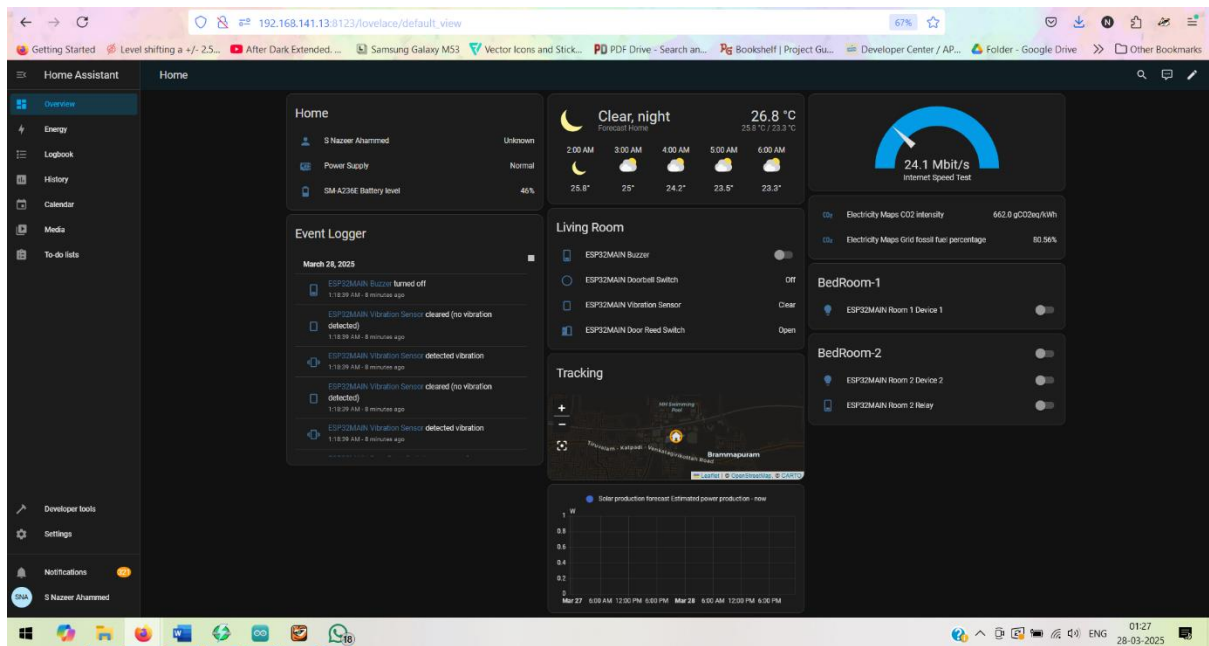 192.168.141.13:8123/lovelace/default_view
67%
N
Getting Started
Level shifting a +/- 2.5...
After Dark Extended. ...
Samsung Galaxy M53
Vector Icons and Stick...
PDF Drive - Search an...
Bookshelf | Project Gu...
Developer Center / AP...
Folder - Google Drive
Other Bookmarks
Home Assistant
Home
Overview
Energy
Logbook
History
Calendar
Media
To-do lists
Developer tools
Settings
Notifications
SNA
S Nazeer Ahammed
Home
S Nazeer Ahammed Unknown
Power Supply Normal
SM-A236E Battery level 46%
Event Logger
March 28, 2025
ESP32MAIN Buzzer turned off
1:18:39 AM - 8 minutes ago
ESP32MAIN Vibration Sensor cleared (no vibration
detected)
1:18:39 AM - 8 minutes ago
ESP32MAIN Vibration Sensor detected vibration
1:18:39 AM - 8 minutes ago
ESP32MAIN Vibration Sensor cleared (no vibration
detected)
1:18:39 AM - 8 minutes ago
ESP32MAIN Vibration Sensor detected vibration
1:18:39 AM - 8 minutes ago
Clear, night 26.8 °C
Forecast Home 25.8 °C / 23.3 °C
2:00 AM 3:00 AM 4:00 AM 5:00 AM 6:00 AM
25.8° 25° 24.2° 23.5° 23.3°
Living Room
ESP32MAIN Buzzer
ESP32MAIN Doorbell Switch Off
ESP32MAIN Vibration Sensor Clear
ESP32MAIN Door Reed Switch Open
Tracking
+
−
Swimming
Pool
Brammapuram
Leaflet | © OpenStreetMap, © CARTO
Solar production forecast Estimated power production - now
W
1
0.8
0.6
0.4
0.2
0
Mar 27 6:00 AM 12:00 PM 6:00 PM Mar 28 6:00 AM 12:00 PM 6:00 PM
24.1 Mbit/s
Internet Speed Test
Electricity Maps CO2 intensity 662.0 gCO2eq/kWh
Electricity Maps Grid fossil fuel percentage 80.56%
BedRoom-1
ESP32MAIN Room 1 Device 1
BedRoom-2
ESP32MAIN Room 2 Device 2
ESP32MAIN Room 2 Relay
18
ENG
01:27
28-03-2025